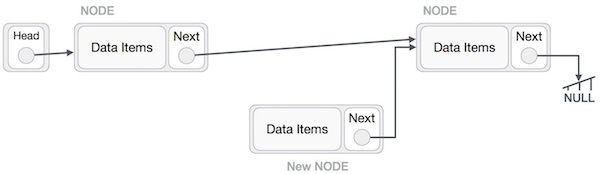 NODE
NODE
Head
Data Items
Next
Data Items
Next
NULL
Data Items
Next
New NODE